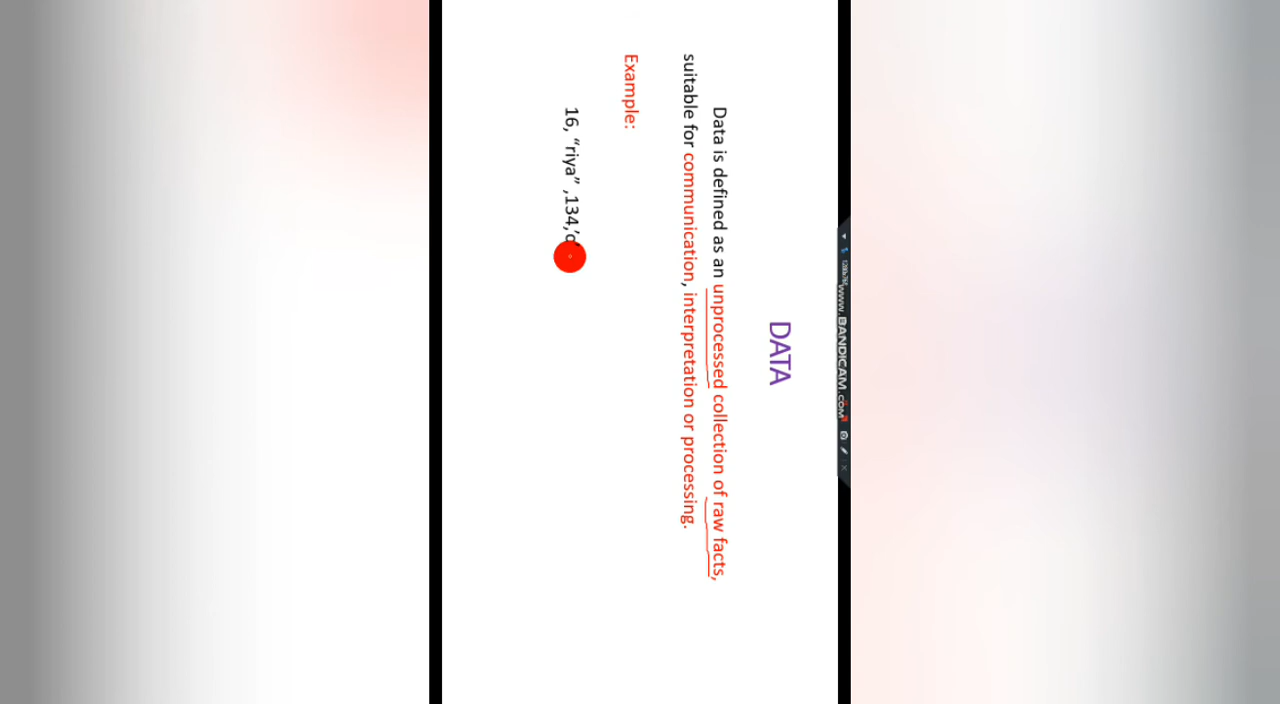 www.BANDICAM.COM
DATA
Data is defined as an unprocessed collection of raw facts,
suitable for communication, interpretation or processing.
Example:
16, “riya” ,134,‘